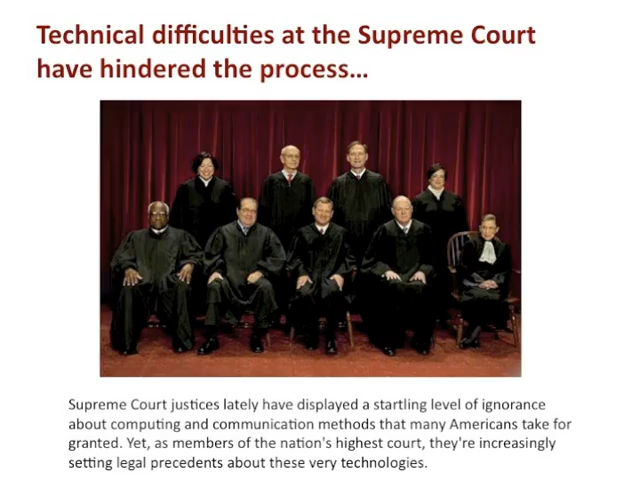 Technical difficulties at the Supreme Court
have hindered the process...
Supreme Court justices lately have displayed a startling level of ignorance
about computing and communication methods that many Americans take for
granted. Yet, as members of the nation's highest court, they're increasingly
setting legal precedents about these very technologies.